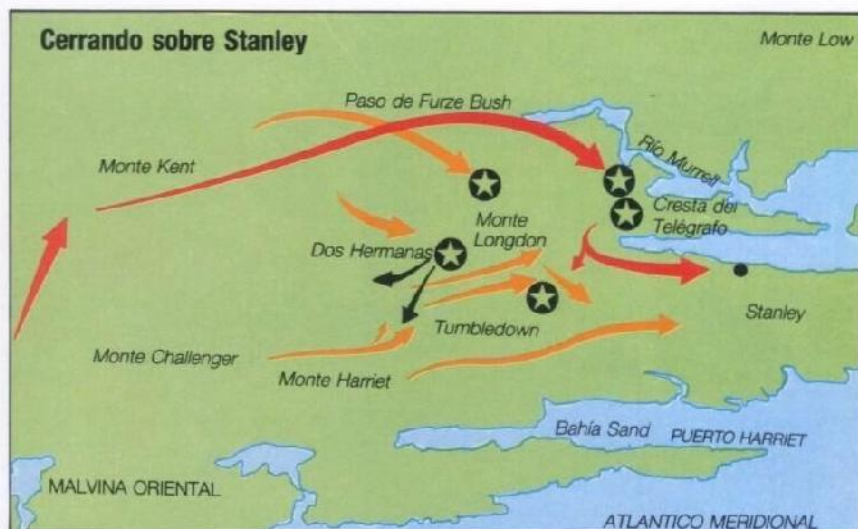 Cerrando sobre Stanley
Monte Low
Paso de Furze Bush
Río Murrell
Monte Kent
Cresta del
Telégrafo
Monte
Longdon
Dos Hermanas
Stanley
Tumbledown
Monte Challenger
Monte Harriet
Bahía Sand
PUERTO HARRIET
MALVINA ORIENTAL
ATLANTICO MERIDIONAL